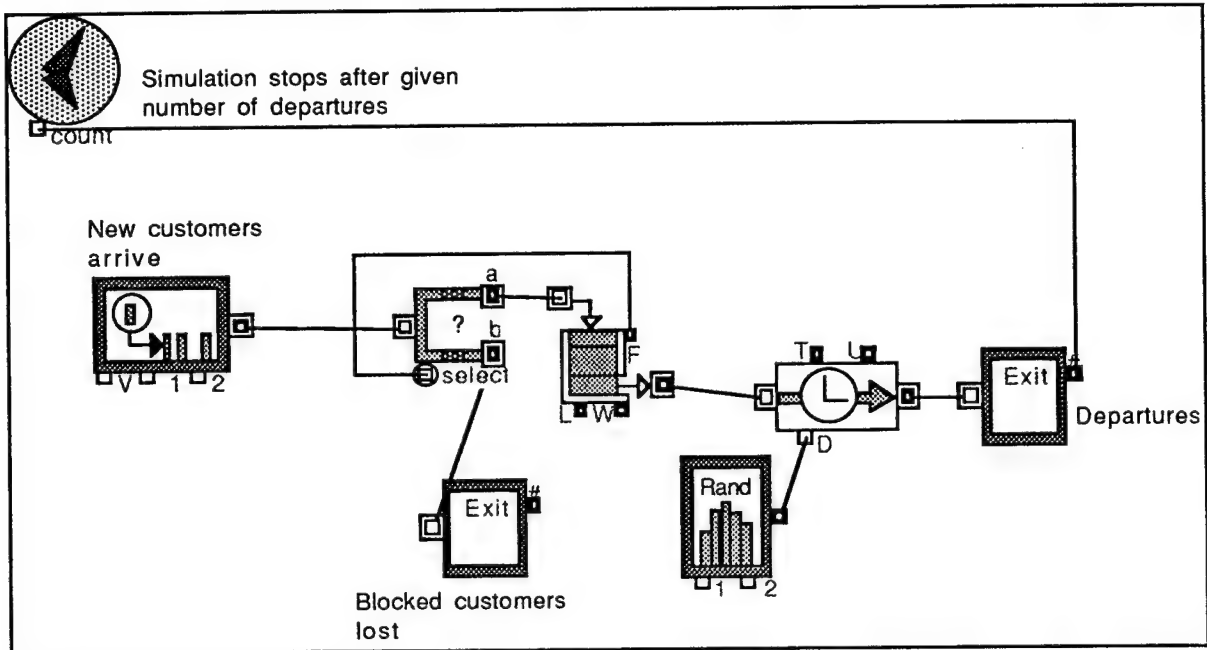 Simulation stops after given
number of departures
count
New customers
arrive
V 1 2
a
?
b
select
F
L W
T U
D
Exit
#
Departures
Rand
1 2
Exit
#
Blocked customers
lost